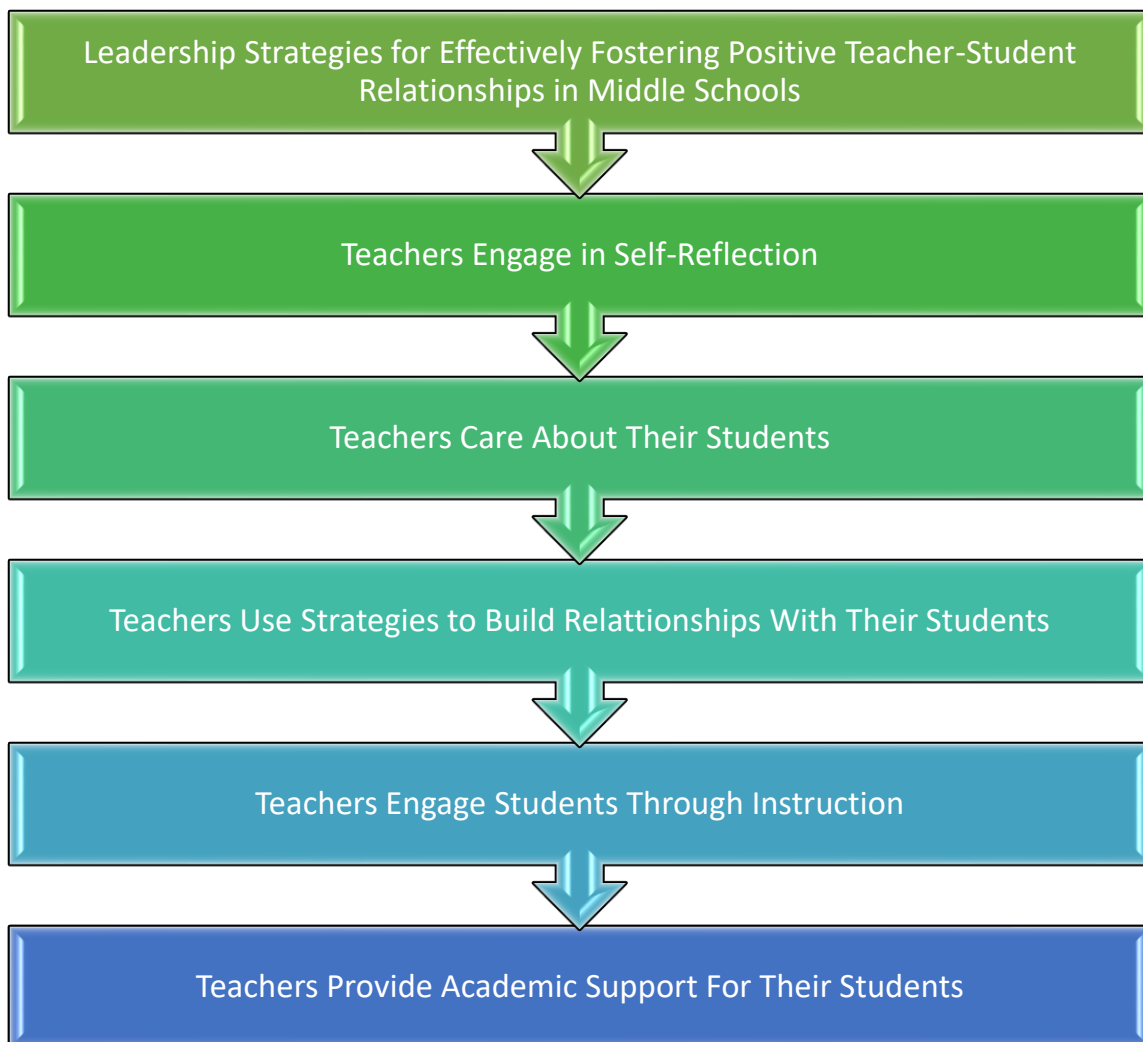 Leadership Strategies for Effectively Fostering Positive Teacher-Student
Relationships in Middle Schools
Teachers Engage in Self-Reflection
Teachers Care About Their Students
Teachers Use Strategies to Build Relattionships With Their Students
Teachers Engage Students Through Instruction
Teachers Provide Academic Support For Their Students